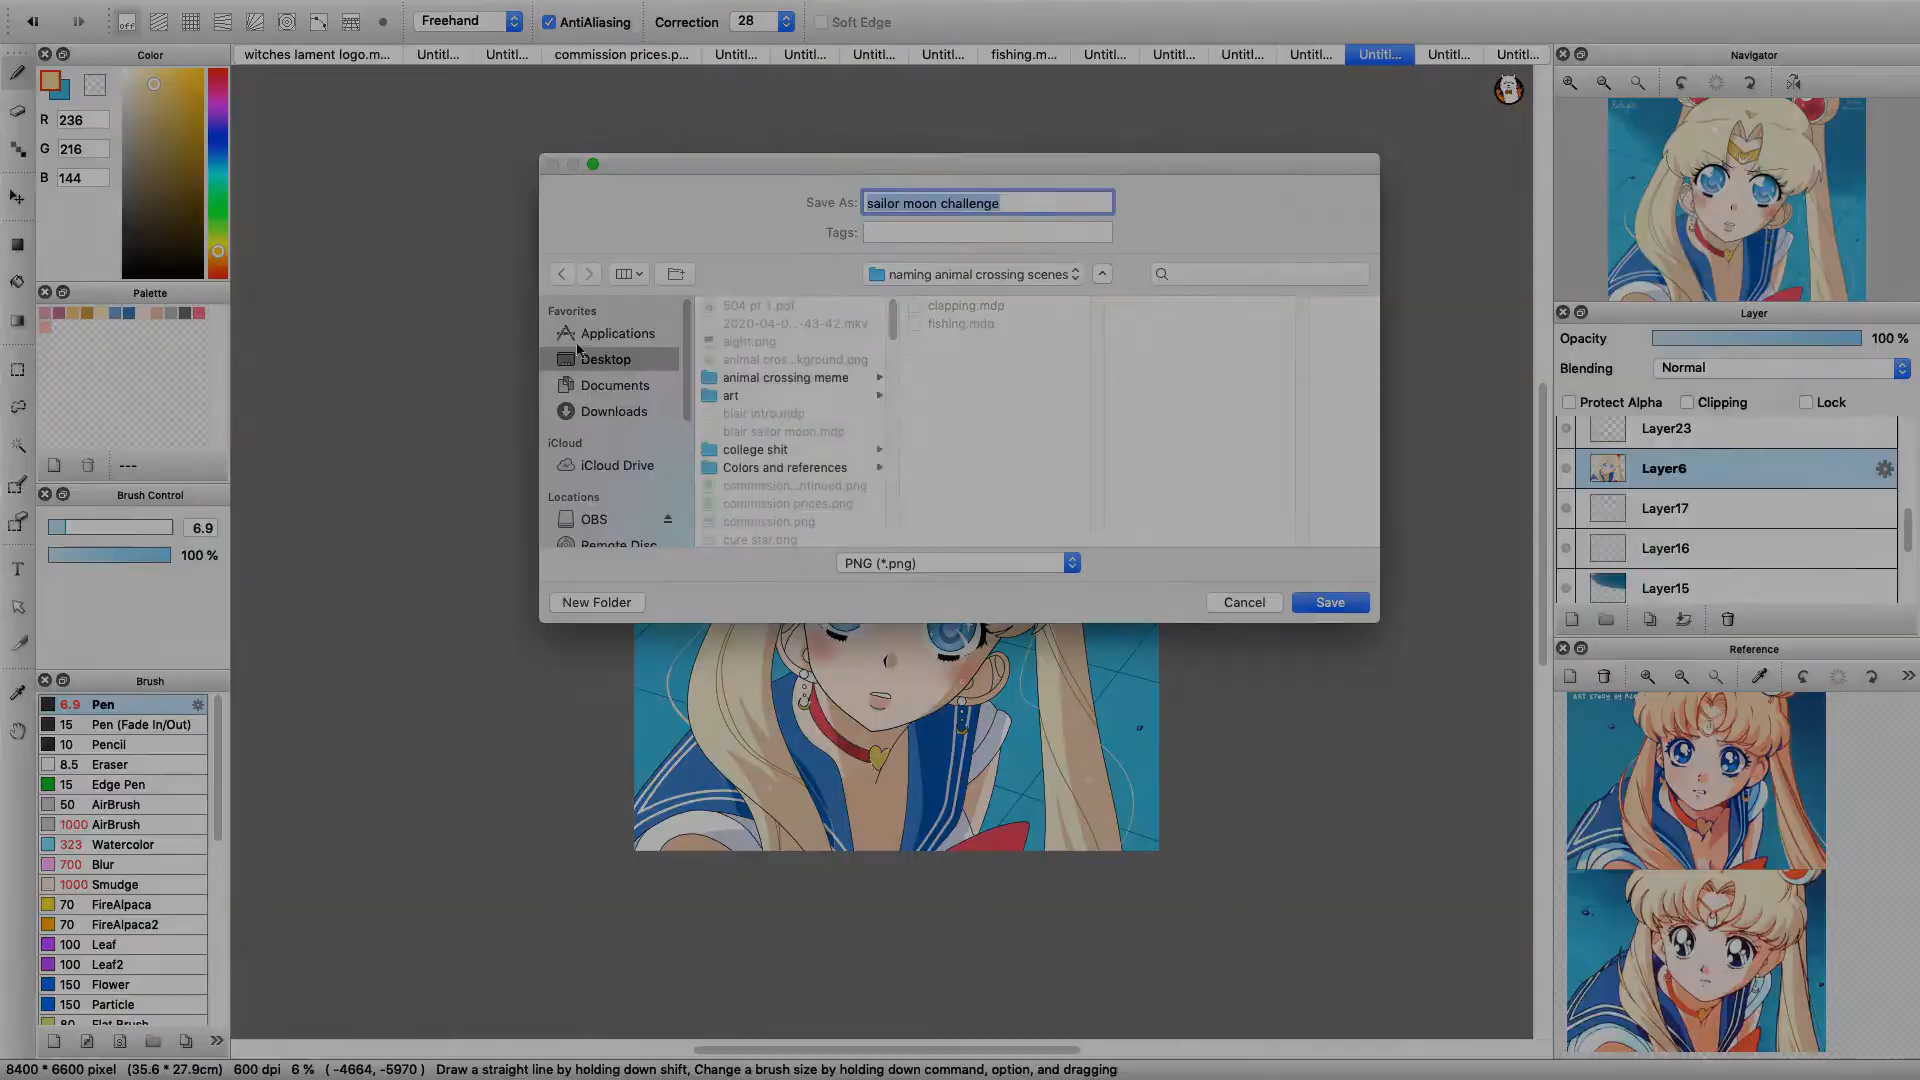 off
Freehand
AntiAliasing
Correction
28
Soft Edge
Color
witches lament logo.m...
Untitl...
Untitl...
commission prices.p...
Untitl...
Untitl...
Untitl...
Untitl...
fishing.m...
Untitl...
Untitl...
Untitl...
Untitl...
Untitl...
Untitl...
Untitl...
Navigator
R 236
G 216
B 144
Palette
---
Brush Control
6.9
100 %
Brush
6.9 Pen
15 Pen (Fade In/Out)
10 Pencil
8.5 Eraser
15 Edge Pen
50 AirBrush
1000 AirBrush
323 Watercolor
700 Blur
1000 Smudge
70 FireAlpaca
70 FireAlpaca2
100 Leaf
100 Leaf2
150 Flower
150 Particle
80 Flat Brush
Save As: sailor moon challenge
Tags:
naming animal crossing scenes
Favorites
Applications
Desktop
Documents
Downloads
iCloud
iCloud Drive
Locations
OBS
Remote Disc
504 pt 1.pdf
2020-04-0...-43-42.mkv
aight.png
animal cros...kground.png
animal crossing meme
art
blair intro.mdp
blair sailor moon.mdp
college shit
Colors and references
commission...ntinued.png
commission prices.png
commission.png
cure star.png
clapping.mdp
fishing.mdp
PNG (*.png)
New Folder
Cancel
Save
Layer
Opacity
100 %
Blending
Normal
Protect Alpha
Clipping
Lock
Layer23
Layer6
Layer17
Layer16
Layer15
Reference
8400 * 6600 pixel (35.6 * 27.9cm) 600 dpi 6 % ( -4664, -5970 ) Draw a straight line by holding down shift, Change a brush size by holding down command, option, and dragging